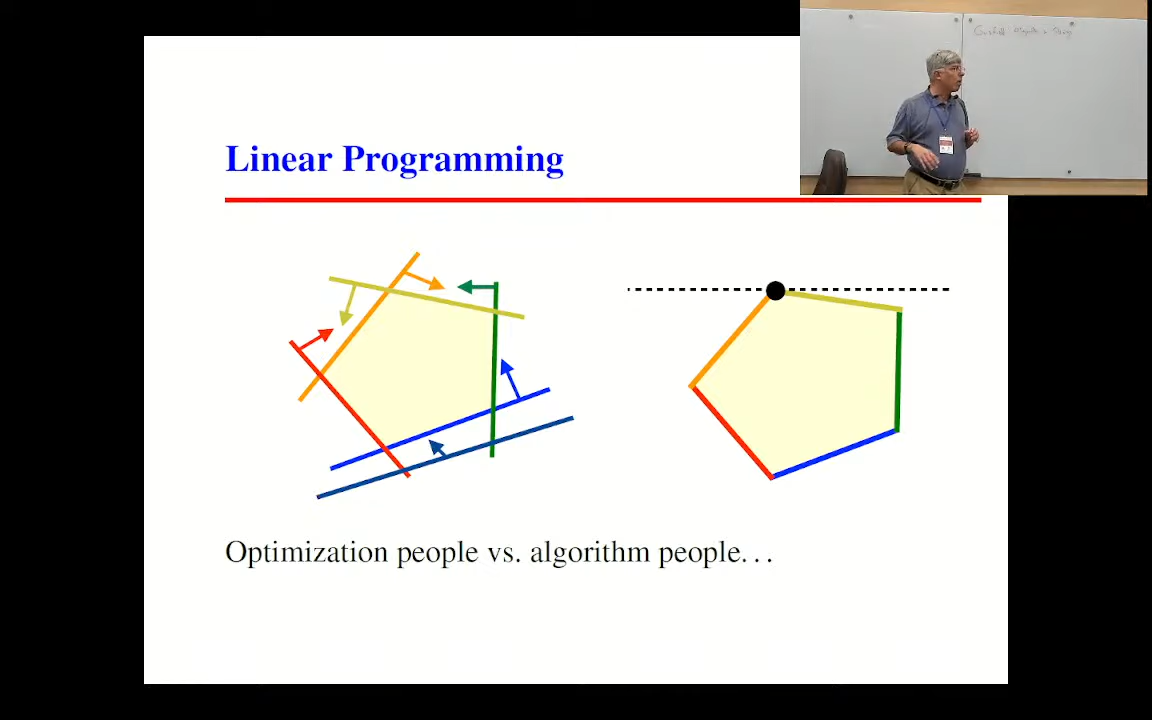 Linear Programming
Optimization people vs. algorithm people. . .